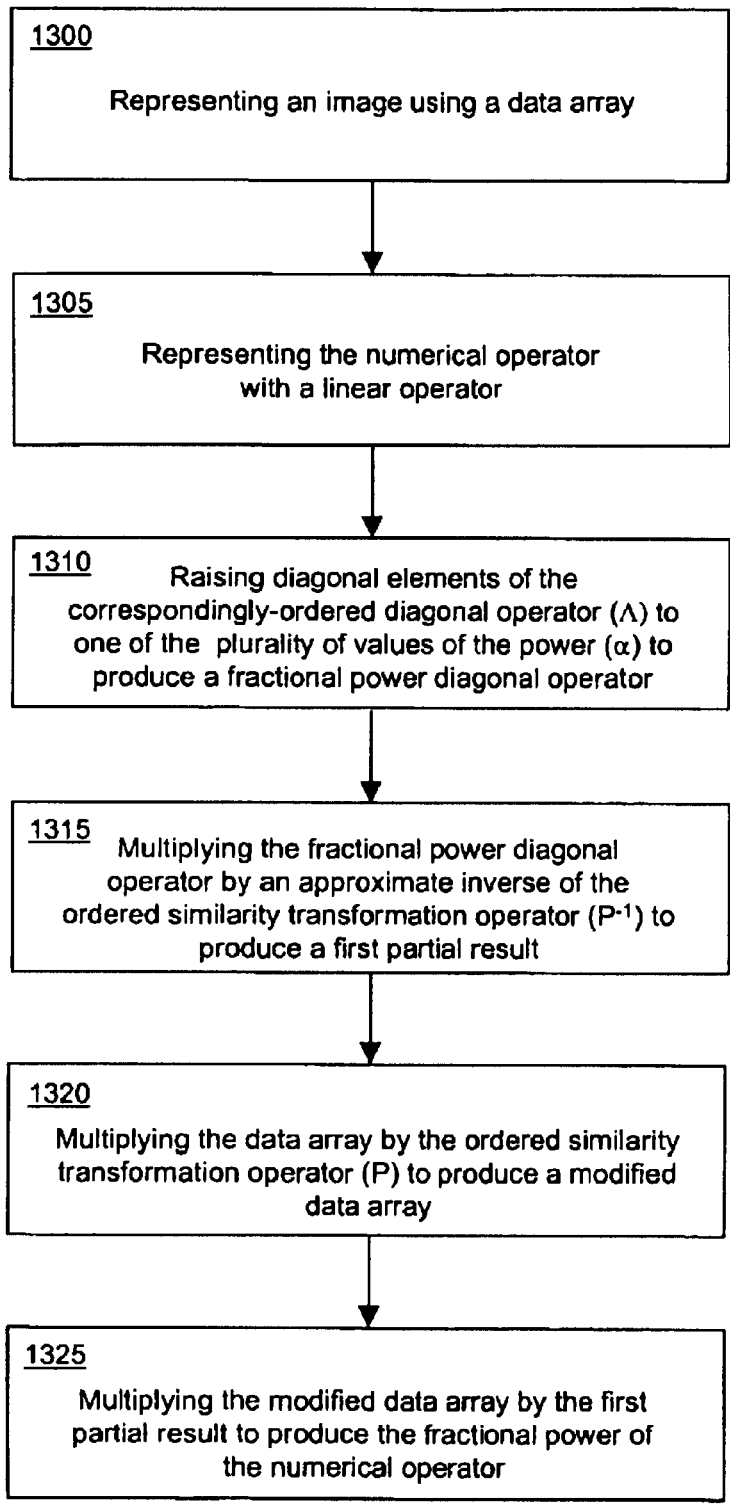 1300
Representing an image using a data array
1305
Representing the numerical operator
with a linear operator
1310
Raising diagonal elements of the
correspondingly-ordered diagonal operator (Λ) to
one of the plurality of values of the power (α) to
produce a fractional power diagonal operator
1315
Multiplying the fractional power diagonal
operator by an approximate inverse of the
ordered similarity transformation operator (P⁻¹) to
produce a first partial result
1320
Multiplying the data array by the ordered similarity
transformation operator (P) to produce a modified
data array
1325
Multiplying the modified data array by the first
partial result to produce the fractional power of
the numerical operator